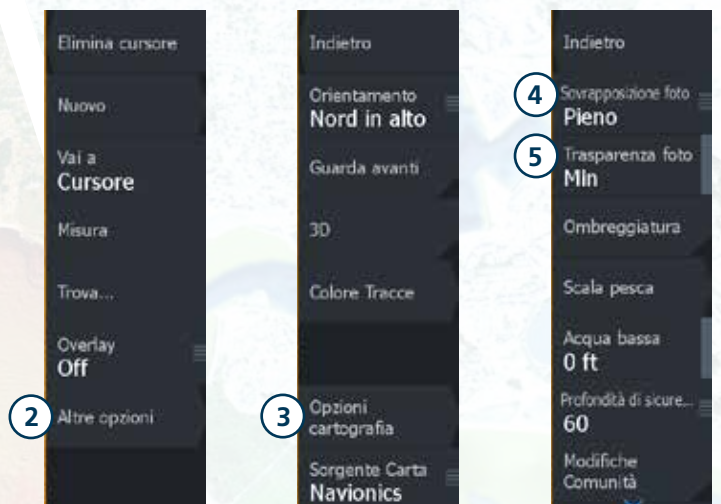 Elimina cursore
Nuovo
Vai a
Cursore
Misura
Trova...
Overlay
Off
2
Altre opzioni
Indietro
Orientamento
Nord in alto
Guarda avanti
3D
Colore Tracce
3
Opzioni
cartografia
Sorgente Carta
Navionics
Indietro
4
Sovrapposizione foto
Pieno
5
Trasparenza foto
Min
Ombreggiatura
Scala pesca
Acqua bassa
0 ft
Profondità di sicure...
60
Modifiche
Comunità